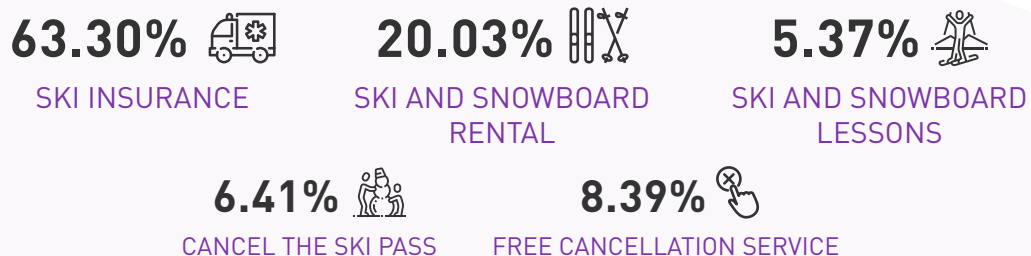 63.30% 20.03% 5.37%
SKI INSURANCE SKI AND SNOWBOARD RENTAL SKI AND SNOWBOARD LESSONS
6.41% 8.39%
CANCEL THE SKI PASS FREE CANCELLATION SERVICE